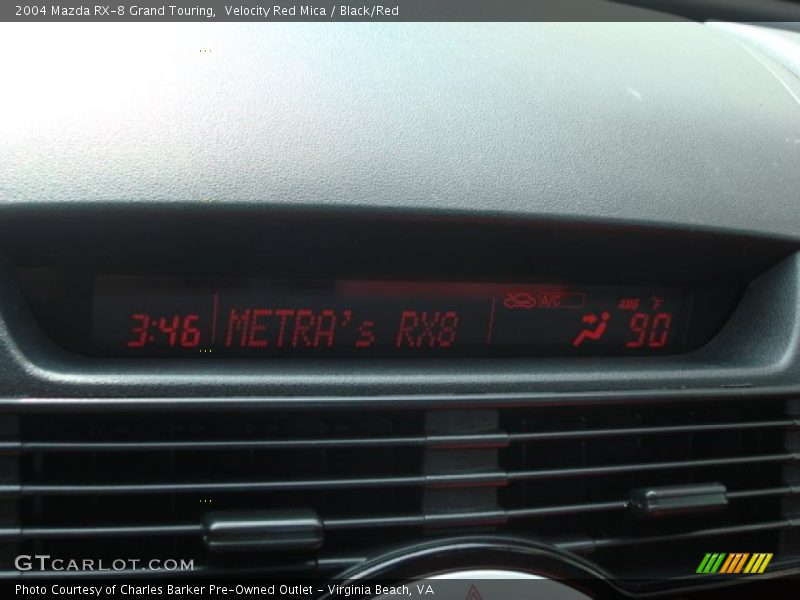 2004 Mazda RX-8 Grand Touring,  Velocity Red Mica / Black/Red
A/C
AMB °F
3:46 METRA's RX8 90
GTCARLOT.COM
Photo Courtesy of Charles Barker Pre-Owned Outlet - Virginia Beach, VA